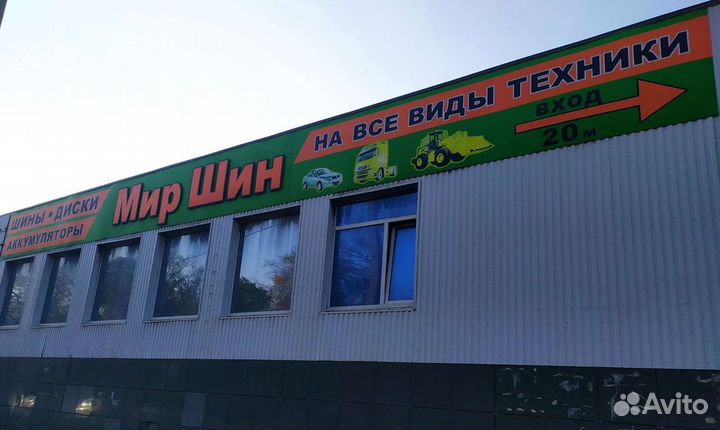 ШИНЫ • ДИСКИ
АККУМУЛЯТОРЫ
Мир Шин
НА ВСЕ ВИДЫ ТЕХНИКИ
ВХОД
20 м
Avito